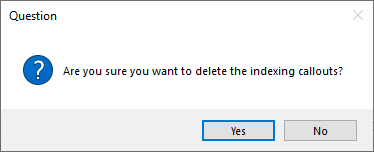 Question
Are you sure you want to delete the indexing callouts?
Yes
No